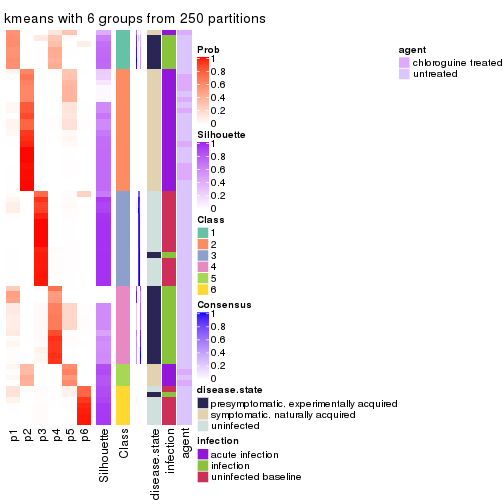 kmeans with 6 groups from 250 partitions
Prob
1
0.8
0.6
0.4
0.2
0
Silhouette
1
0.8
0.6
0.4
0.2
0
Class
1
2
3
4
5
6
Consensus
1
0.8
0.6
0.4
0.2
0
disease.state
presymptomatic, experimentally acquired
symptomatic, naturally acquired
uninfected
infection
acute infection
infection
uninfected baseline
agent
chloroguine treated
untreated
p1
p2
p3
p4
p5
p6
Silhouette
Class
disease.state
infection
agent